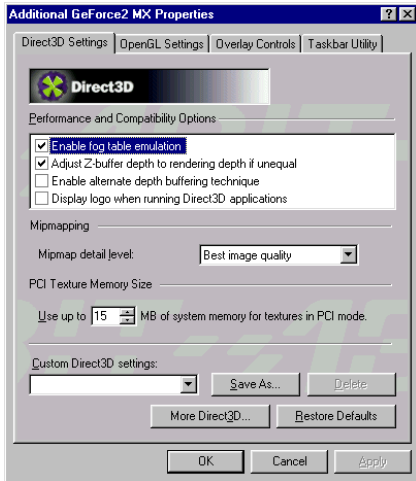 Additional GeForce2 MX Properties
Direct3D Settings OpenGL Settings Overlay Controls Taskbar Utility
Direct3D
Performance and Compatibility Options
Enable fog table emulation
Adjust Z-buffer depth to rendering depth if unequal
Enable alternate depth buffering technique
Display logo when running Direct3D applications
Mipmapping
Mipmap detail level: Best image quality
PCI Texture Memory Size
Use up to 15 MB of system memory for textures in PCI mode.
Custom Direct3D settings:
Save As... Delete
More Direct3D... Restore Defaults
OK Cancel Apply